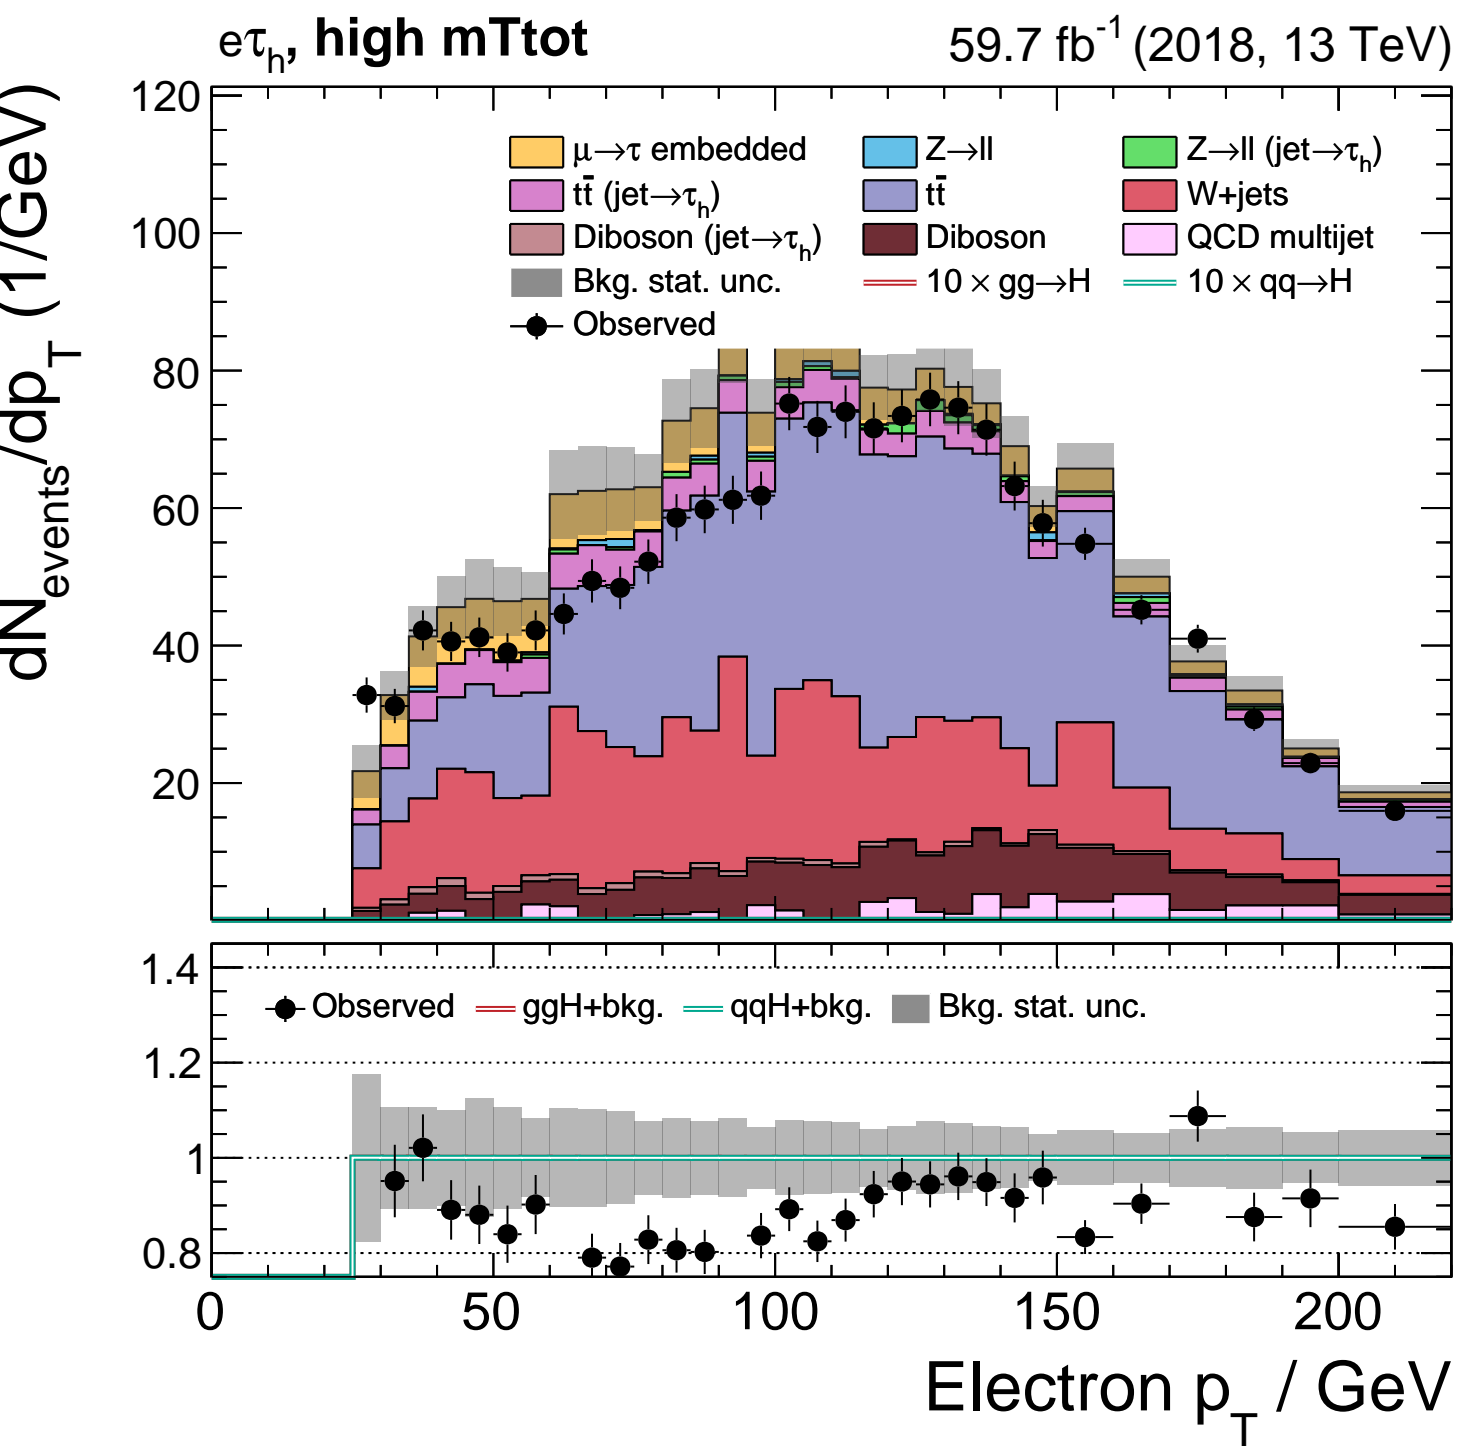 eτh, high mTtot
59.7 fb-1 (2018, 13 TeV)
dNevents/dpT (1/GeV)
120
100
80
60
40
20
μ→τ embedded
Z→ll
Z→ll (jet→τh)
tt̄ (jet→τh)
tt̄
W+jets
Diboson (jet→τh)
Diboson
QCD multijet
Bkg. stat. unc.
10 × gg→H
10 × qq→H
Observed
1.4
1.2
1
0.8
Observed
ggH+bkg.
qqH+bkg.
Bkg. stat. unc.
0
50
100
150
200
Electron pT / GeV